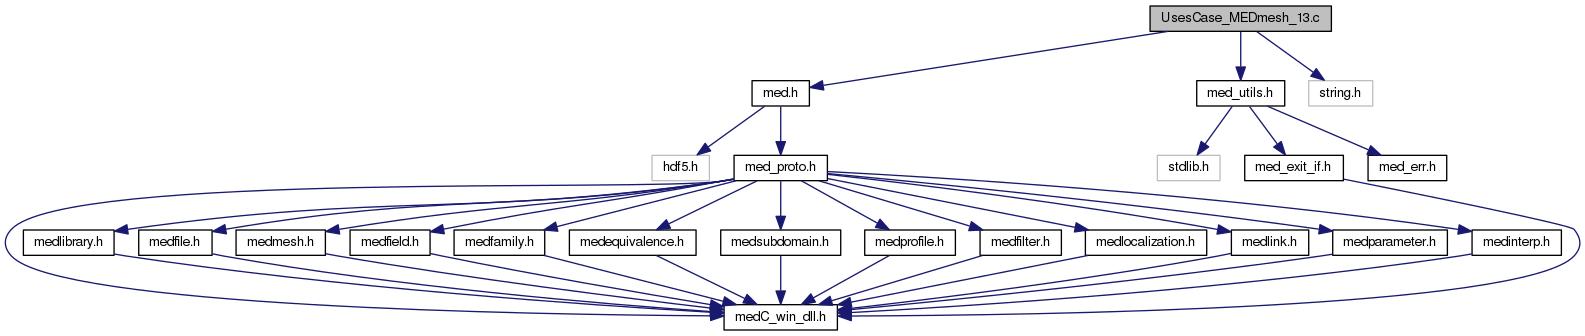 UsesCase_MEDmesh_13.c
med.h
med_utils.h
string.h
hdf5.h
med_proto.h
stdlib.h
med_exit_if.h
med_err.h
medlibrary.h
medfile.h
medmesh.h
medfield.h
medfamily.h
medequivalence.h
medsubdomain.h
medprofile.h
medfilter.h
medlocalization.h
medlink.h
medparameter.h
medinterp.h
medC_win_dll.h